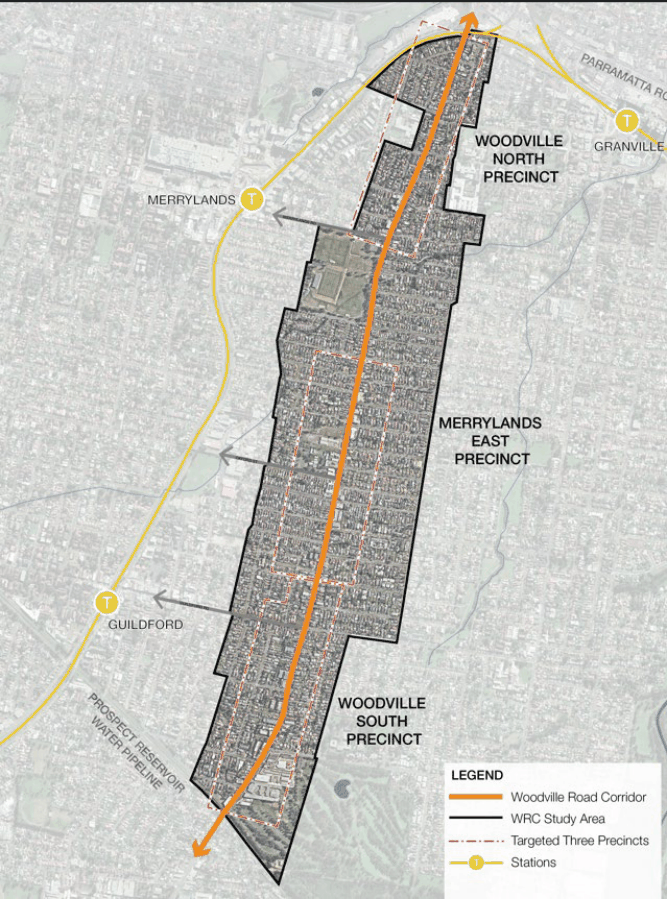 PARRAMATTA RO
T
GRANVILLE
WOODVILLE
NORTH
PRECINCT
MERRYLANDS
T
MERRYLANDS
EAST
PRECINCT
T
GUILDFORD
PROSPECT RESERVOIR
WATER PIPELINE
WOODVILLE
SOUTH
PRECINCT
LEGEND
Woodville Road Corridor
WRC Study Area
Targeted Three Precincts
T
Stations